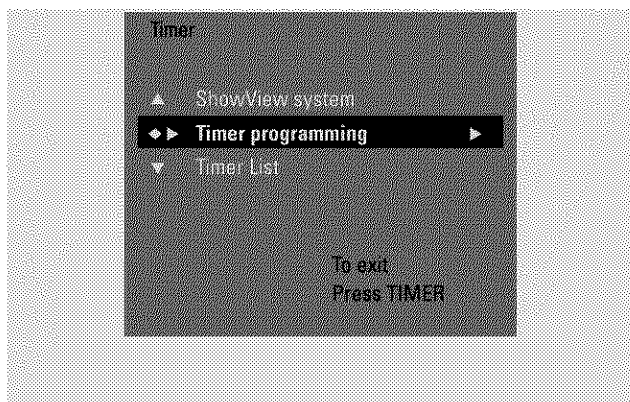 Timer
ShowView system
Timer programming
Timer List
To exit
Press TIMER